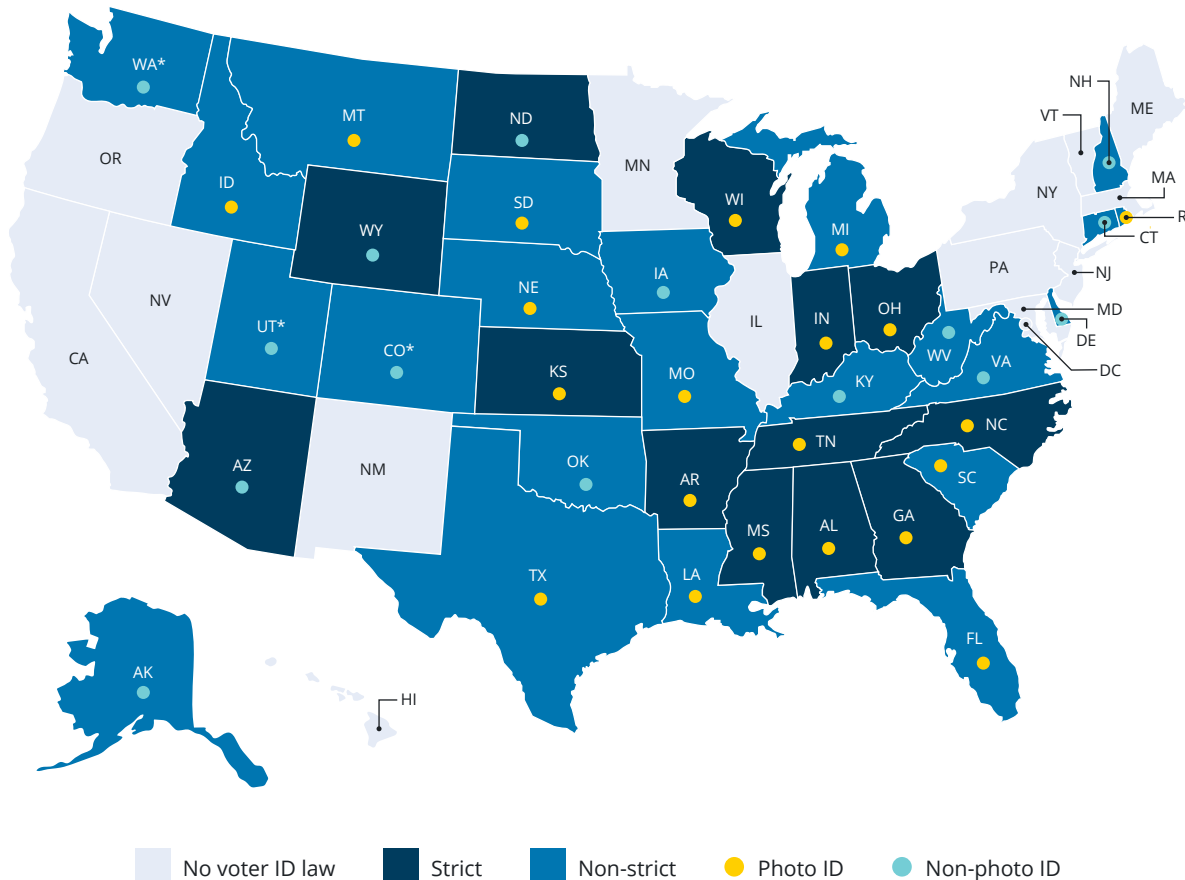 WA*
NH
ME
MT
ND
VT
OR
MN
MA
ID
SD
WI
NY
R
WY
MI
CT
IA
PA
NJ
NE
NV
UT*
IL
IN
OH
MD
CO*
DE
CA
KS
MO
KY
WV
VA
DC
AZ
NM
OK
TN
NC
AR
SC
MS
AL
GA
TX
LA
FL
AK
HI
No voter ID law Strict Non-strict Photo ID Non-photo ID